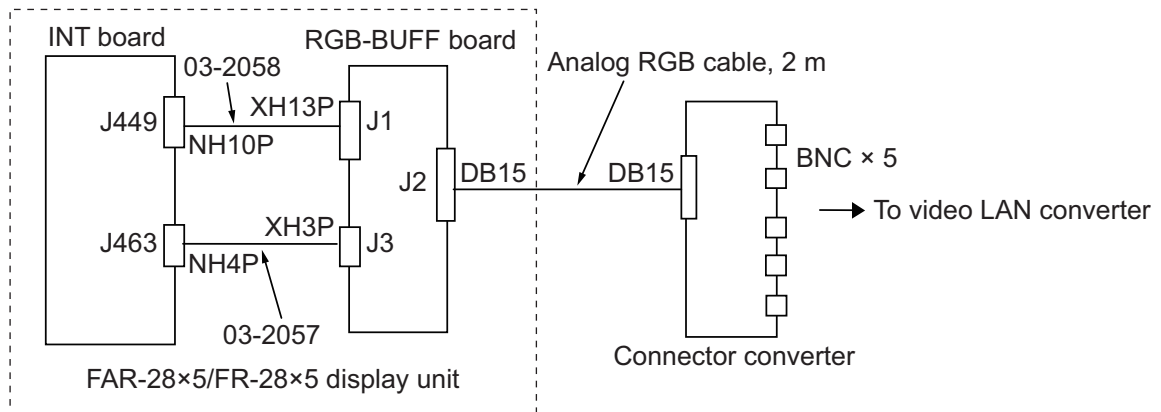 INT board
RGB-BUFF board
03-2058
Analog RGB cable, 2 m
XH13P
J449
J1
NH10P
BNC × 5
J2
DB15
DB15
To video LAN converter
XH3P
J463
J3
NH4P
03-2057
Connector converter
FAR-28×5/FR-28×5 display unit